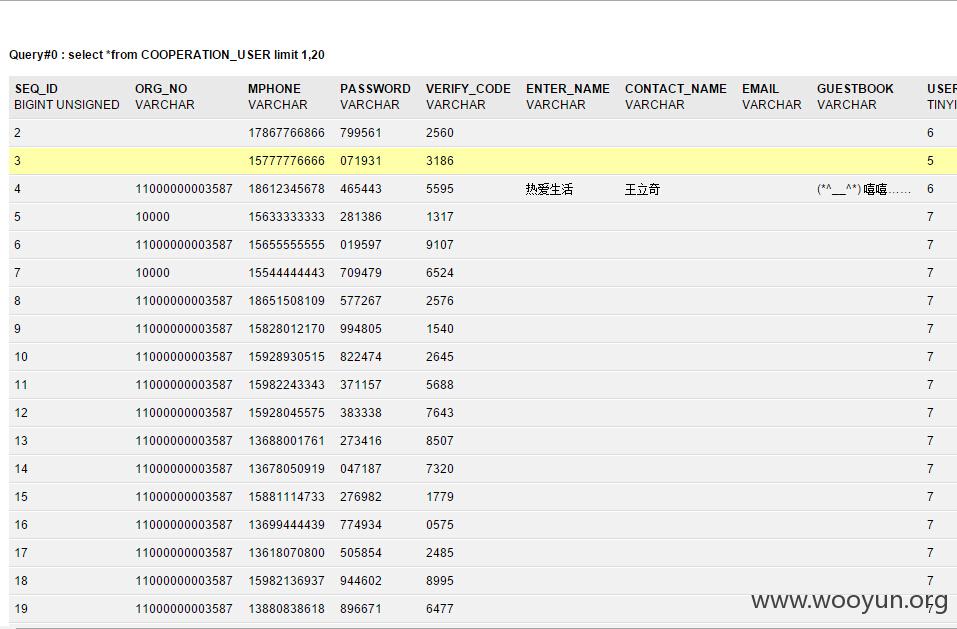 Query#0 : select *from COOPERATION_USER limit 1,20
SEQ_ID ORG_NO MPHONE PASSWORD VERIFY_CODE ENTER_NAME CONTACT_NAME EMAIL GUESTBOOK USER
BIGINT UNSIGNED VARCHAR VARCHAR VARCHAR VARCHAR VARCHAR VARCHAR VARCHAR VARCHAR TINYI
2 17867766866 799561 2560 6
3 15777776666 071931 3186 5
4 11000000003587 18612345678 465443 5595 热爱生活 王立奇 (*^__^*) 嘻嘻…… 6
5 10000 15633333333 281386 1317 7
6 11000000003587 15655555555 019597 9107 7
7 10000 15544444443 709479 6524 7
8 11000000003587 18651508109 577267 2576 7
9 11000000003587 15828012170 994805 1540 7
10 11000000003587 15928930515 822474 2645 7
11 11000000003587 15982243343 371157 5688 7
12 11000000003587 15928045575 383338 7643 7
13 11000000003587 13688001761 273416 8507 7
14 11000000003587 13678050919 047187 7320 7
15 11000000003587 15881114733 276982 1779 7
16 11000000003587 13699444439 774934 0575 7
17 11000000003587 13618070800 505854 2485 7
18 11000000003587 15982136937 944602 8995 7
19 11000000003587 13880838618 896671 6477 7
www.wooyun.org